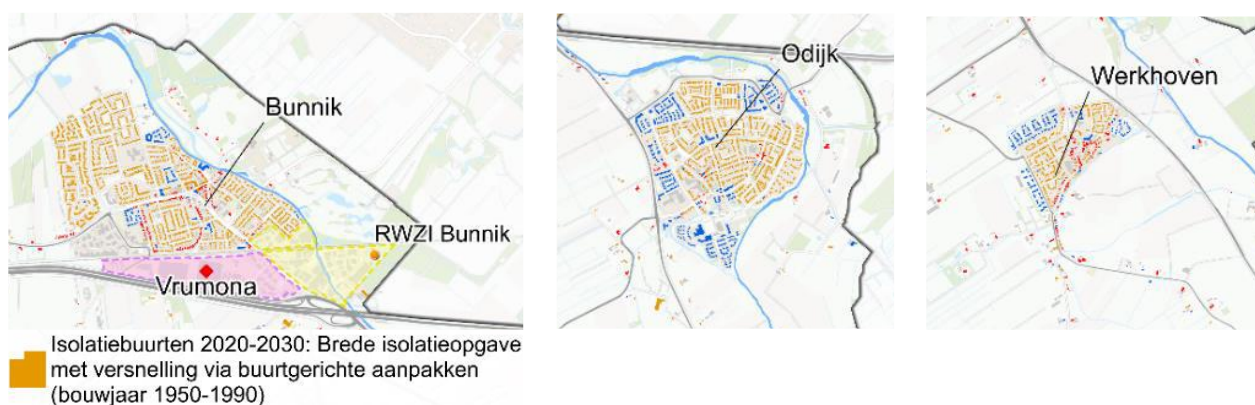 Bunnik
RWZI Bunnik
Vrumona
Odijk
Werkhoven
Isolatiebuurten 2020-2030: Brede isolatieopgave
met versnelling via buurtgerichte aanpakken
(bouwjaar 1950-1990)